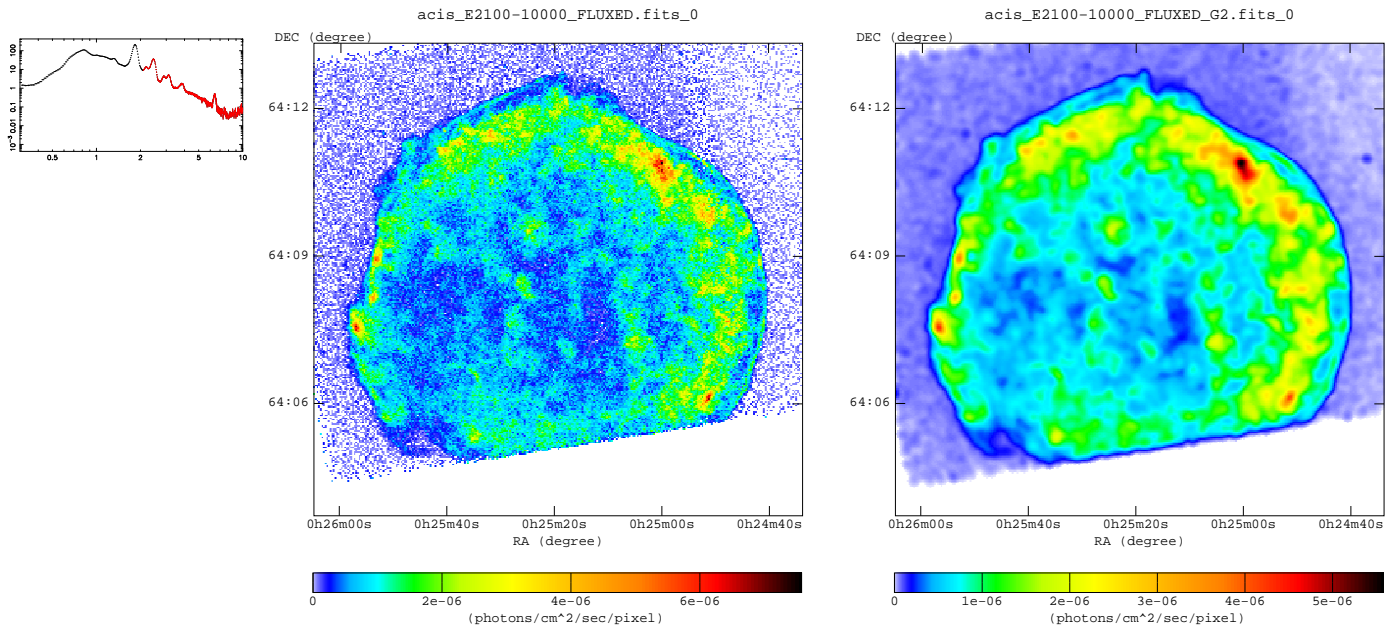 acis_E2100-10000_FLUXED.fits_0
acis_E2100-10000_FLUXED_G2.fits_0
100
10
1
0.1
0.01
10⁻³
0.5
1
2
5
10
DEC (degree)
64:12
64:09
64:06
0h26m00s 0h25m40s 0h25m20s 0h25m00s 0h24m40s
RA (degree)
0 2e-06 4e-06 6e-06
(photons/cm^2/sec/pixel)
DEC (degree)
64:12
64:09
64:06
0h26m00s 0h25m40s 0h25m20s 0h25m00s 0h24m40s
RA (degree)
0 1e-06 2e-06 3e-06 4e-06 5e-06
(photons/cm^2/sec/pixel)